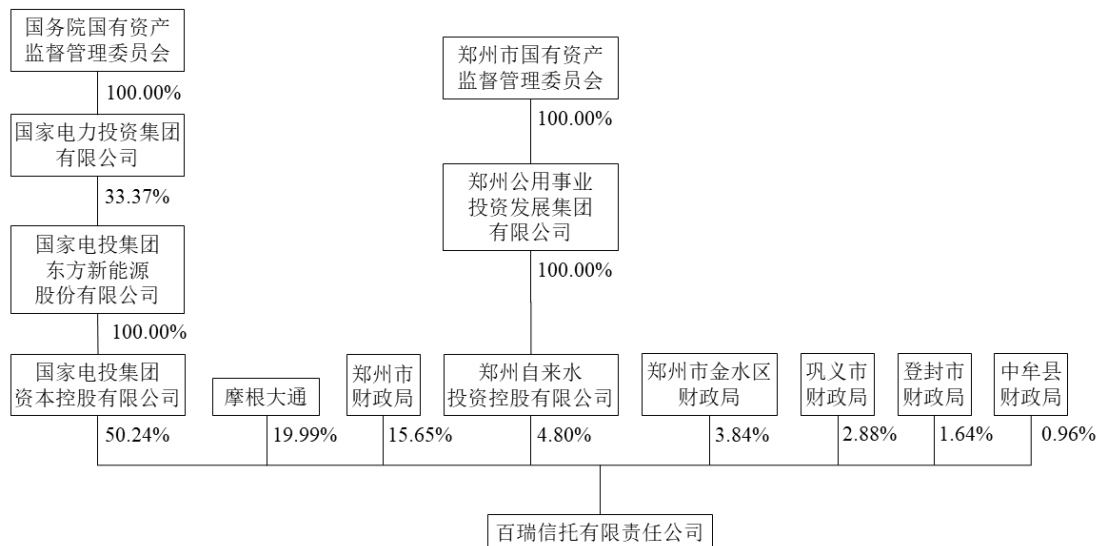 国务院国有资产
监督管理委员会
100.00%
国家电力投资集团
有限公司
33.37%
国家电投集团
东方新能源
股份有限公司
100.00%
国家电投集团
资本控股有限公司
50.24%
摩根大通
19.99%
郑州市
财政局
15.65%
郑州市国有资产
监督管理委员会
100.00%
郑州公用事业
投资发展集团
有限公司
100.00%
郑州自来水
投资控股有限公司
4.80%
郑州市金水区
财政局
3.84%
巩义市
财政局
2.88%
登封市
财政局
1.64%
中牟县
财政局
0.96%
百瑞信托有限责任公司